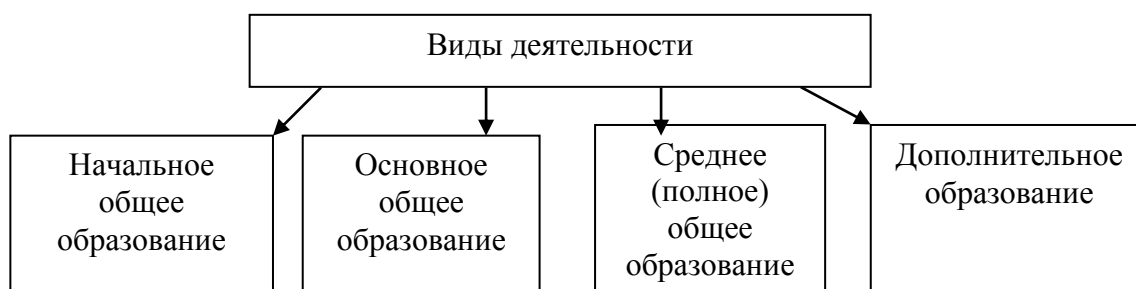 Виды деятельности
Начальное
общее
образование
Основное
общее
образование
Среднее
(полное)
общее
образование
Дополнительное
образование